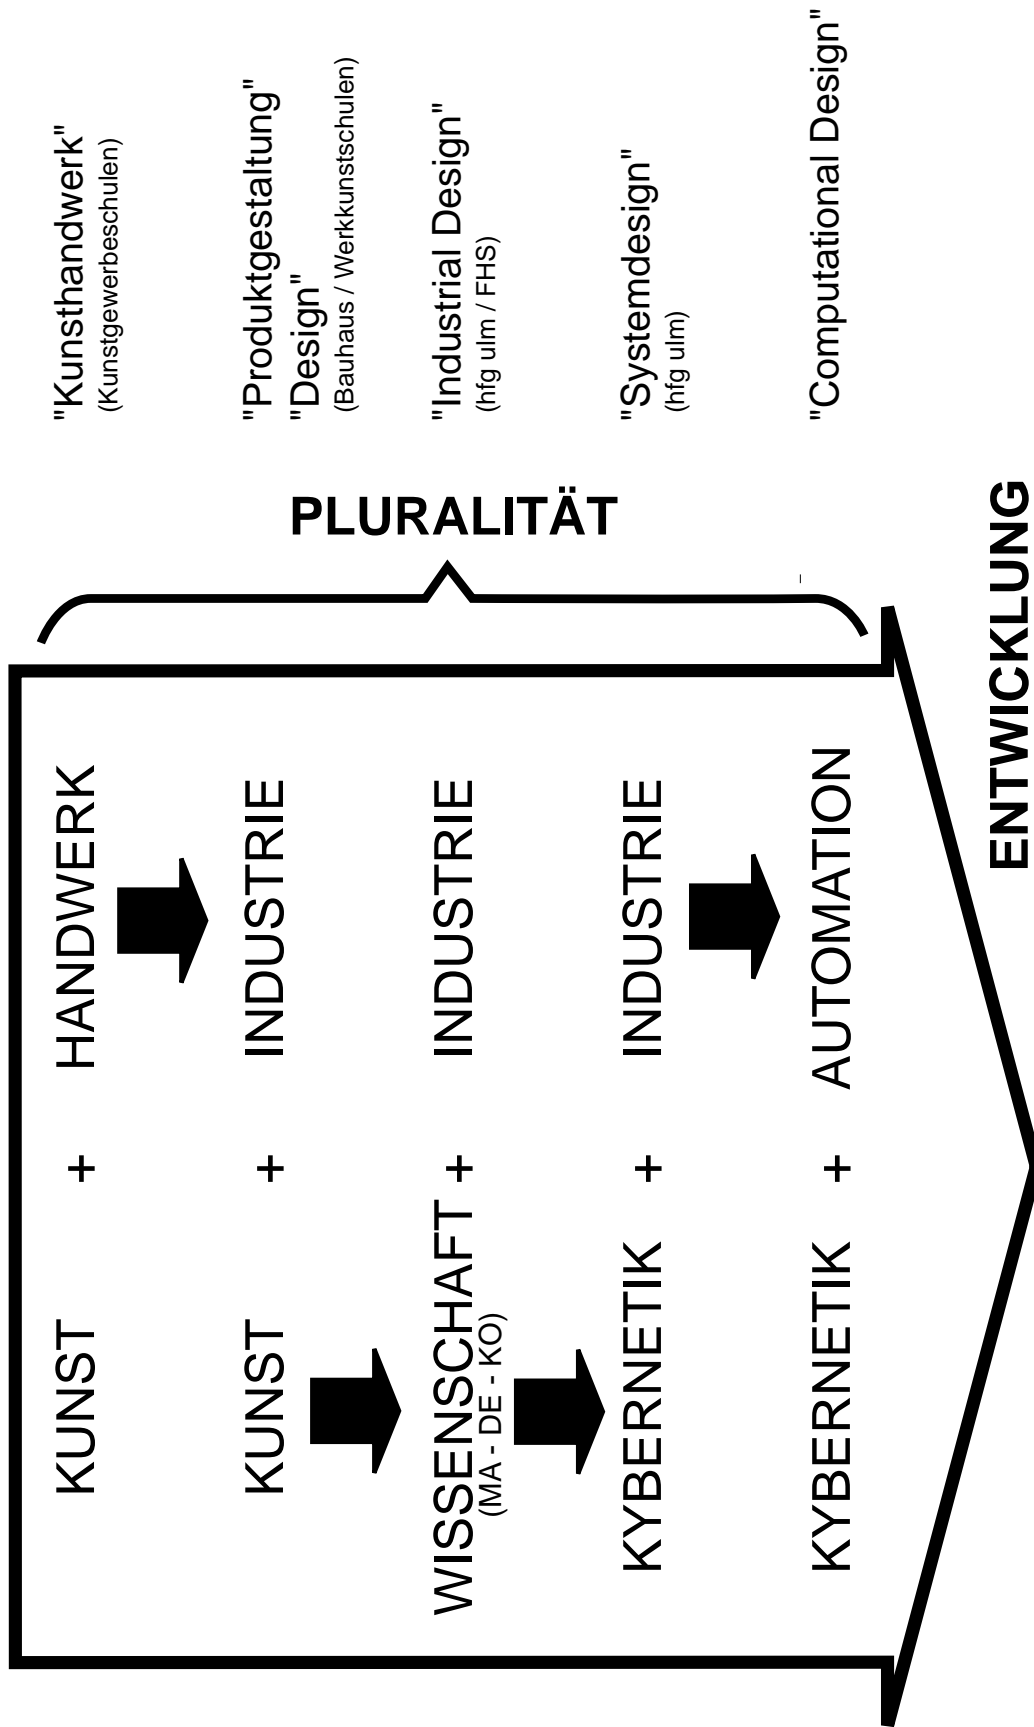 KUNST + HANDWERK "Kunsthandwerk"
(Kunstgewerbeschulen)
KUNST + INDUSTRIE "Produktgestaltung"
"Design"
(Bauhaus / Werkkunstschulen)
WISSENSCHAFT + INDUSTRIE "Industrial Design"
(MA - DE - KO) (hfg ulm / FHS)
KYBERNETIK + INDUSTRIE "Systemdesign"
(hfg ulm)
KYBERNETIK + AUTOMATION "Computational Design"
PLURALITÄT
ENTWICKLUNG